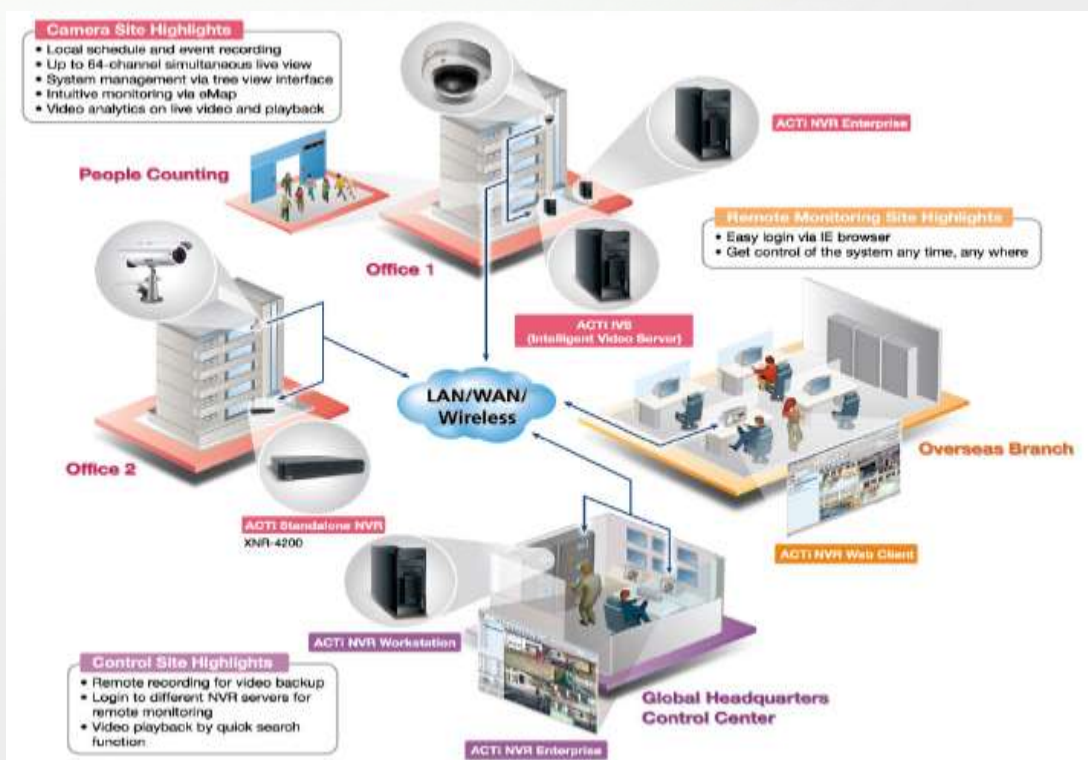 Camera Site Highlights
• Local schedule and event recording
• Up to 64-channel simultaneous live view
• System management via tree view interface
• Intuitive monitoring via eMap
• Video analytics on live video and playback
ACTi NVR Enterprise
People Counting
Remote Monitoring Site Highlights
• Easy login via IE browser
• Get control of the system any time, any where
Office 1
ACTi IVS
(Intelligent Video Server)
LAN/WAN/
Wireless
Office 2
Overseas Branch
ACTi Standalone NVR
XNR-4200
ACTi NVR Web Client
ACTi NVR Workstation
Control Site Highlights
• Remote recording for video backup
• Login to different NVR servers for
remote monitoring
• Video playback by quick search
function
Global Headquarters
Control Center
ACTi NVR Enterprise